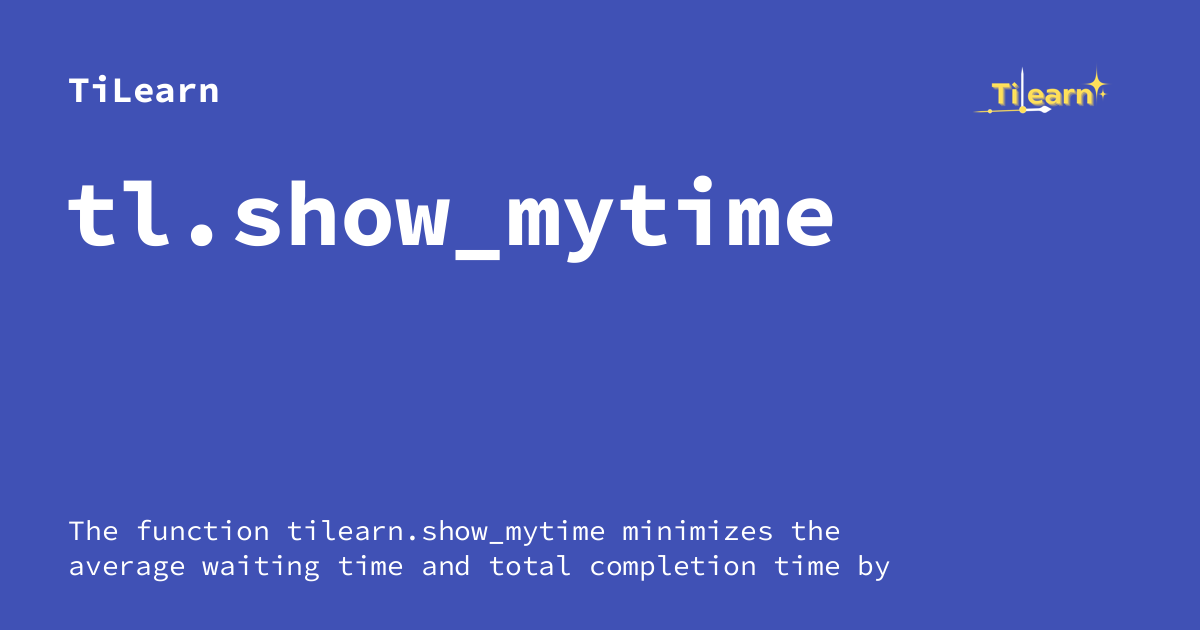 TiLearn
Tilearn
tl.show_mytime
The function tilearn.show_mytime minimizes the
average waiting time and total completion time by